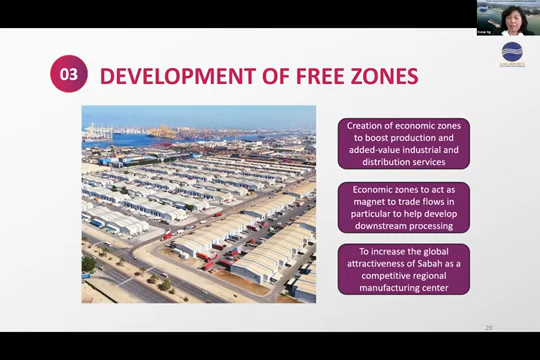 03
DEVELOPMENT OF FREE ZONES
Creation of economic zones
to boost production and
added-value industrial and
distribution services
Economic zones to act as
magnet to trade flows in
particular to help develop
downstream processing
To increase the global
attractiveness of Sabah as a
competitive regional
manufacturing center
29